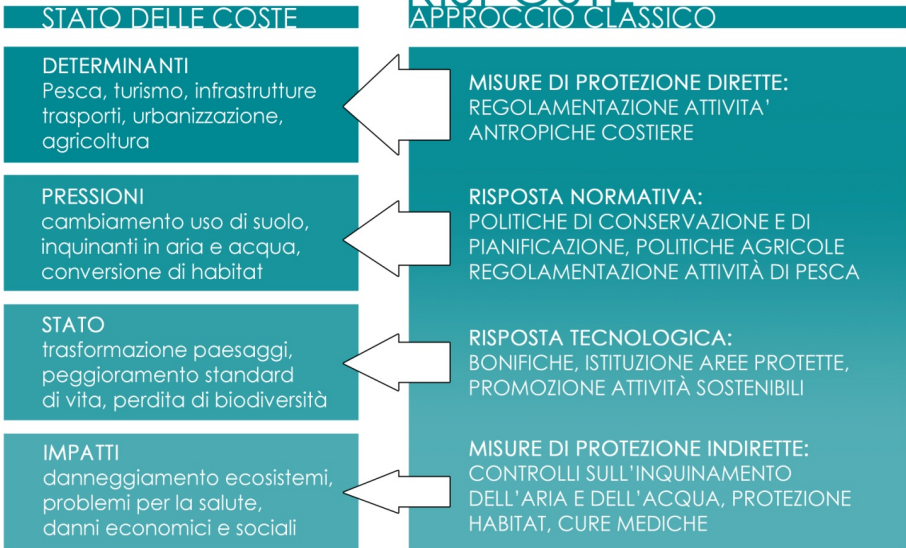 STATO DELLE COSTE
DETERMINANTI
Pesca, turismo, infrastrutture
trasporti, urbanizzazione,
agricoltura
PRESSIONI
cambiamento uso di suolo,
inquinanti in aria e acqua,
conversione di habitat
STATO
trasformazione paesaggi,
peggioramento standard
di vita, perdita di biodiversità
IMPATTI
danneggiamento ecosistemi,
problemi per la salute,
danni economici e sociali
RISPOSTE
APPROCCIO CLASSICO
MISURE DI PROTEZIONE DIRETTE:
REGOLAMENTAZIONE ATTIVITA'
ANTROPICHE COSTIERE
RISPOSTA NORMATIVA:
POLITICHE DI CONSERVAZIONE E DI
PIANIFICAZIONE, POLITICHE AGRICOLE
REGOLAMENTAZIONE ATTIVITÀ DI PESCA
RISPOSTA TECNOLOGICA:
BONIFICHE, ISTITUZIONE AREE PROTETTE,
PROMOZIONE ATTIVITÀ SOSTENIBILI
MISURE DI PROTEZIONE INDIRETTE:
CONTROLLI SULL'INQUINAMENTO
DELL'ARIA E DELL'ACQUA, PROTEZIONE
HABITAT, CURE MEDICHE